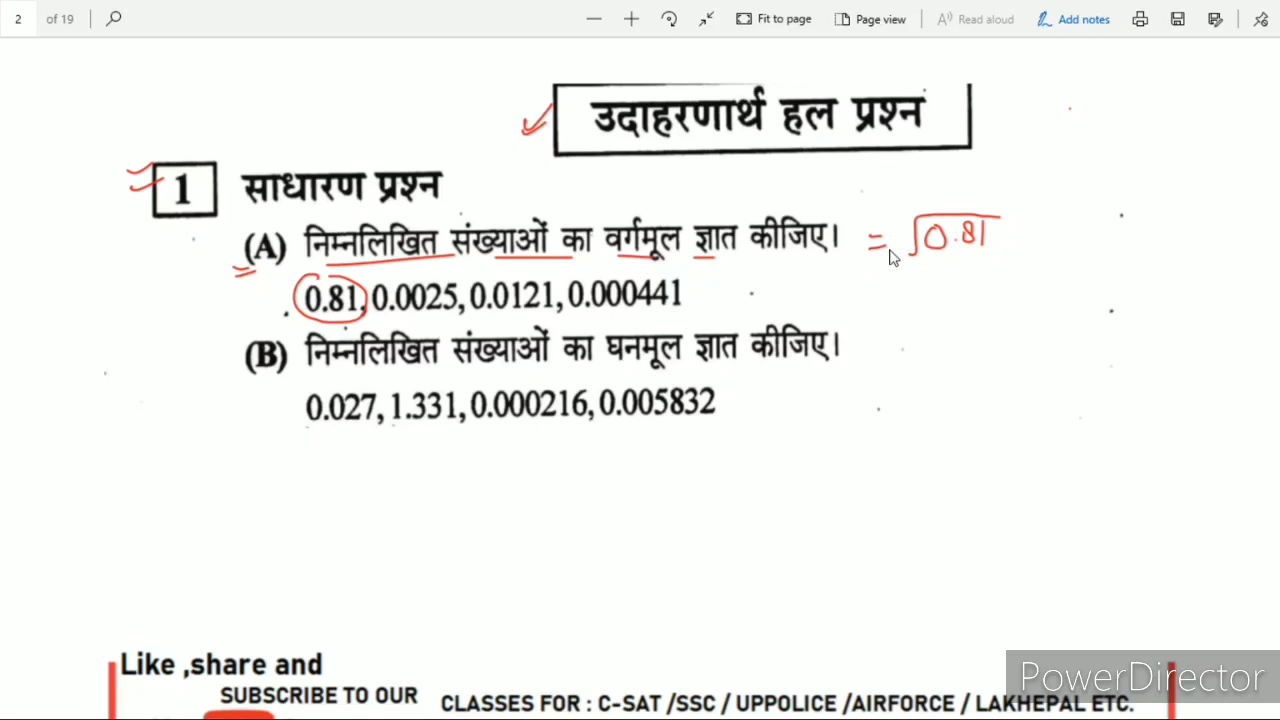 2 of 19 Fit to page Page view Read aloud Add notes
उदाहरणार्थ हल प्रश्न
1 साधारण प्रश्न
(A) निम्नलिखित संख्याओं का वर्गमूल ज्ञात कीजिए। = √0.81
0.81, 0.0025, 0.0121, 0.000441
(B) निम्नलिखित संख्याओं का घनमूल ज्ञात कीजिए।
0.027, 1.331, 0.000216, 0.005832
Like ,share and
SUBSCRIBE TO OUR
CLASSES FOR : C-SAT /SSC / UPPOLICE /AIRFORCE / LAKHEPAL ETC.
PowerDirector